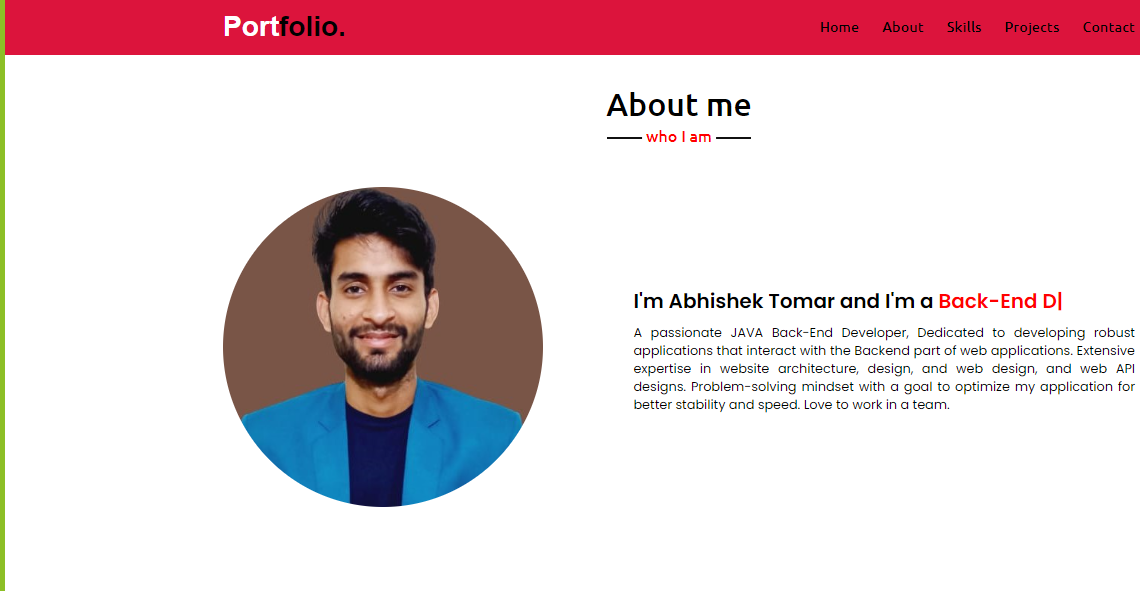 Portfolio.
Home About Skills Projects Contact
About me
who I am
I'm Abhishek Tomar and I'm a Back-End D|
A passionate JAVA Back-End Developer, Dedicated to developing robust
applications that interact with the Backend part of web applications. Extensive
expertise in website architecture, design, and web design, and web API
designs. Problem-solving mindset with a goal to optimize my application for
better stability and speed. Love to work in a team.